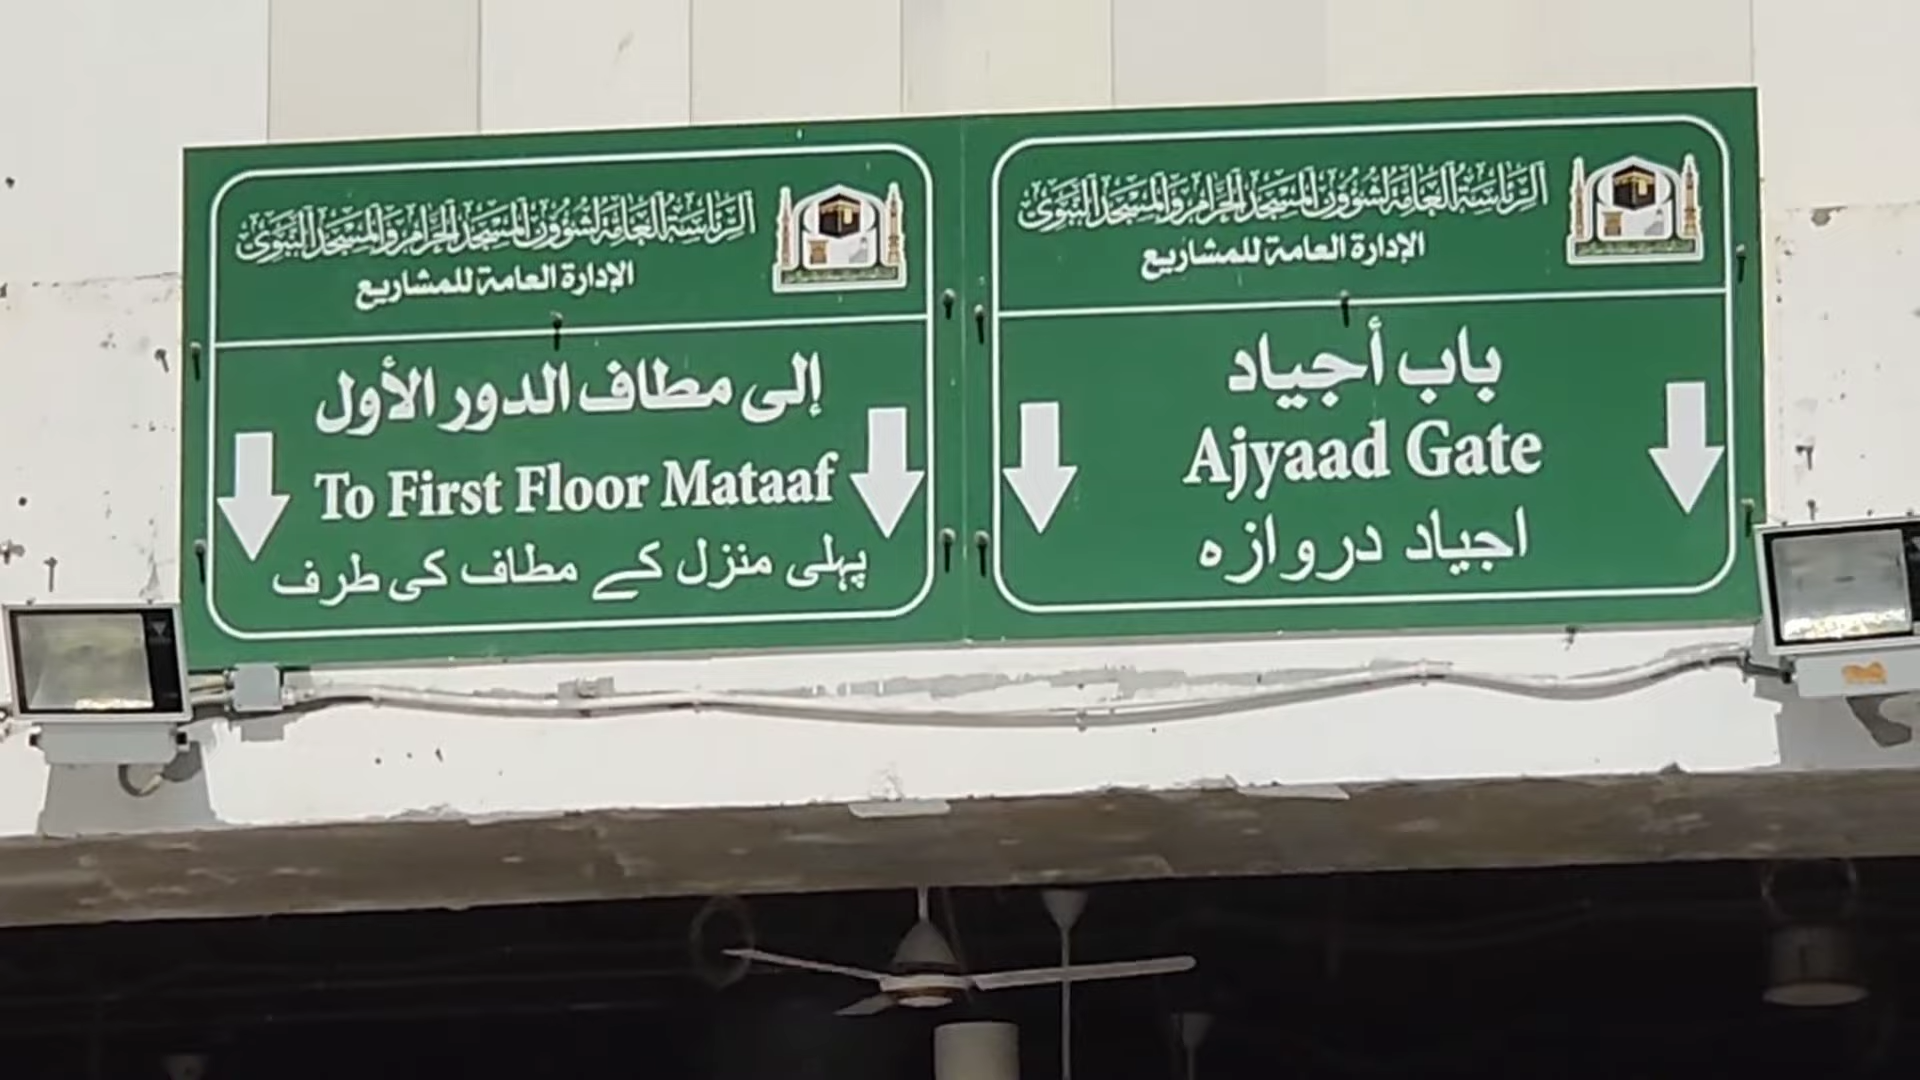 الرئاسة العامة لشؤون المسجد الحرام والمسجد النبوي
الإدارة العامة للمشاريع
باب أجياد
Ajyaad Gate
اجیاد دروازہ
الرئاسة العامة لشؤون المسجد الحرام والمسجد النبوي
الإدارة العامة للمشاريع
إلى مطاف الدور الأول
To First Floor Mataaf
پہلی منزل کے مطاف کی طرف